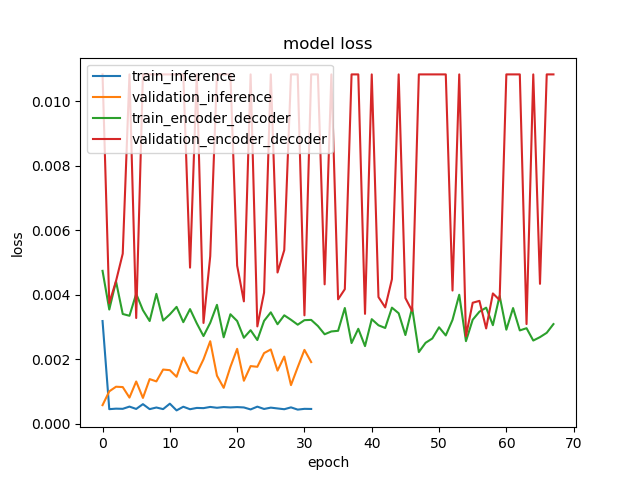 model loss
train_inference
validation_inference
train_encoder_decoder
validation_encoder_decoder
loss
0.010
0.008
0.006
0.004
0.002
0.000
0 10 20 30 40 50 60 70
epoch